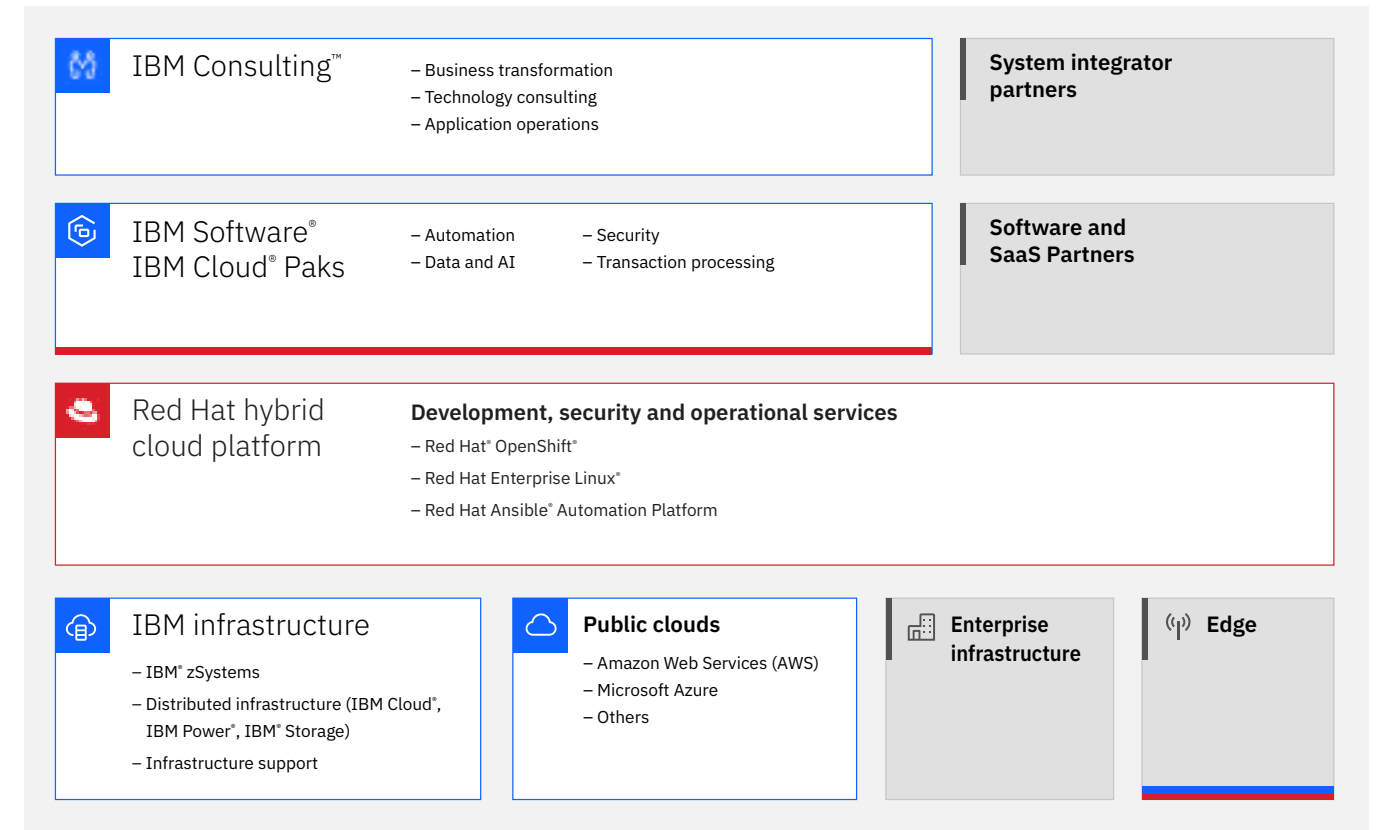 IBM Consulting™
– Business transformation
– Technology consulting
– Application operations
System integrator
partners
IBM Software®
IBM Cloud® Paks
– Automation
– Data and AI
– Security
– Transaction processing
Software and
SaaS Partners
Red Hat hybrid
cloud platform
Development, security and operational services
– Red Hat® OpenShift®
– Red Hat Enterprise Linux®
– Red Hat Ansible® Automation Platform
IBM infrastructure
– IBM® zSystems
– Distributed infrastructure (IBM Cloud®,
IBM Power®, IBM® Storage)
– Infrastructure support
Public clouds
– Amazon Web Services (AWS)
– Microsoft Azure
– Others
Enterprise
infrastructure
Edge